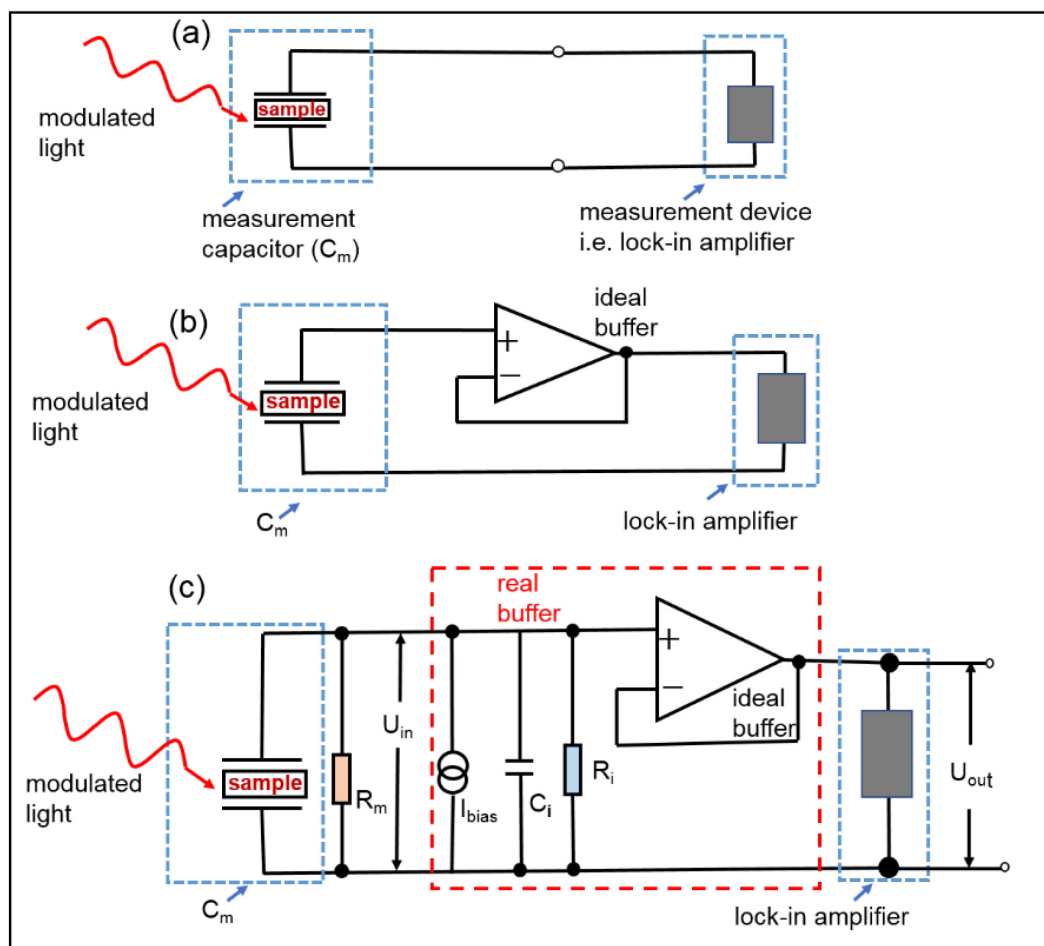 (a)
sample
modulated
light
measurement
capacitor (Cm)
measurement device
i.e. lock-in amplifier
(b)
ideal
buffer
+
−
sample
modulated
light
Cm
lock-in amplifier
(c)
real
buffer
+
−
ideal
buffer
Uin
sample
modulated
light
Rm
Ibias
Ci
Ri
Uout
Cm
lock-in amplifier